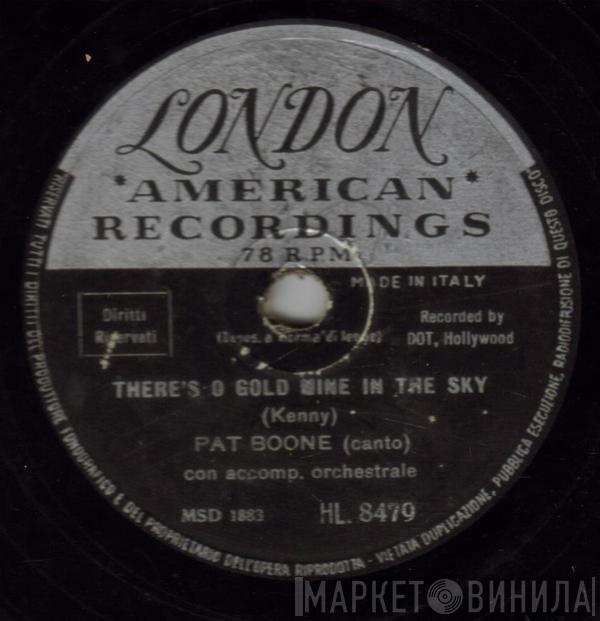 LONDON
*AMERICAN*
RECORDINGS
78 R.P.M
MADE IN ITALY
Diritti
Riservati
(Depos. a norma di legge)
Recorded by
DOT, Hollywood
THERE'S O GOLD MINE IN THE SKY
(Kenny)
PAT BOONE (canto)
con accomp. orchestrale
MSD 1883
HL. 8479
RISERVATI TUTTI I DIRITTI DEL PRODUTTORE FONOGRAFICO E DEL PROPRIETARIO DELL'OPERA RIPRODOTTA - VIETATA DUPLICAZIONE, PUBBLICA ESECUZIONE, RADIODIFFUSIONE DI QUESTO DISCO
МАРКЕТ ВИНИЛА